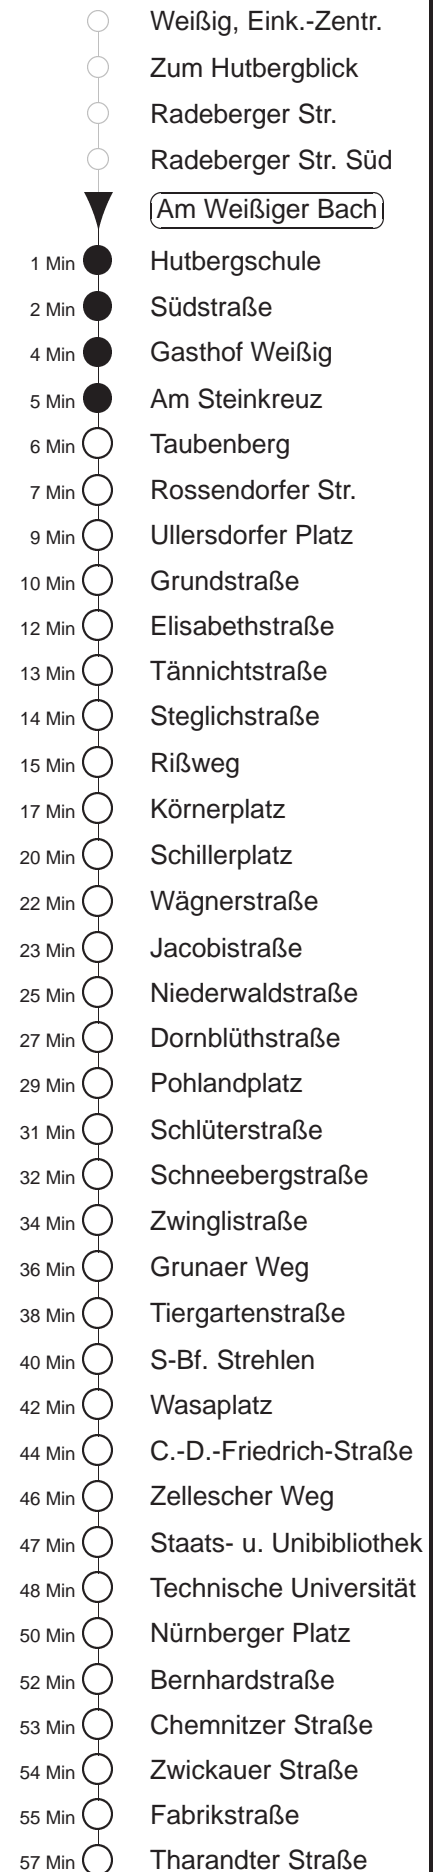 Weißig, Eink.-Zentr.
Zum Hutbergblick
Radeberger Str.
Radeberger Str. Süd
Am Weißiger Bach
1 Min Hutbergschule
2 Min Südstraße
4 Min Gasthof Weißig
5 Min Am Steinkreuz
6 Min Taubenberg
7 Min Rossendorfer Str.
9 Min Ullersdorfer Platz
10 Min Grundstraße
12 Min Elisabethstraße
13 Min Tännichtstraße
14 Min Steglichstraße
15 Min Rißweg
17 Min Körnerplatz
20 Min Schillerplatz
22 Min Wägnerstraße
23 Min Jacobistraße
25 Min Niederwaldstraße
27 Min Dornblüthstraße
29 Min Pohlandplatz
31 Min Schlüterstraße
32 Min Schneebergstraße
34 Min Zwinglistraße
36 Min Grunaer Weg
38 Min Tiergartenstraße
40 Min S-Bf. Strehlen
42 Min Wasaplatz
44 Min C.-D.-Friedrich-Straße
46 Min Zellescher Weg
47 Min Staats- u. Unibibliothek
48 Min Technische Universität
50 Min Nürnberger Platz
52 Min Bernhardstraße
53 Min Chemnitzer Straße
54 Min Zwickauer Straße
55 Min Fabrikstraße
57 Min Tharandter Straße